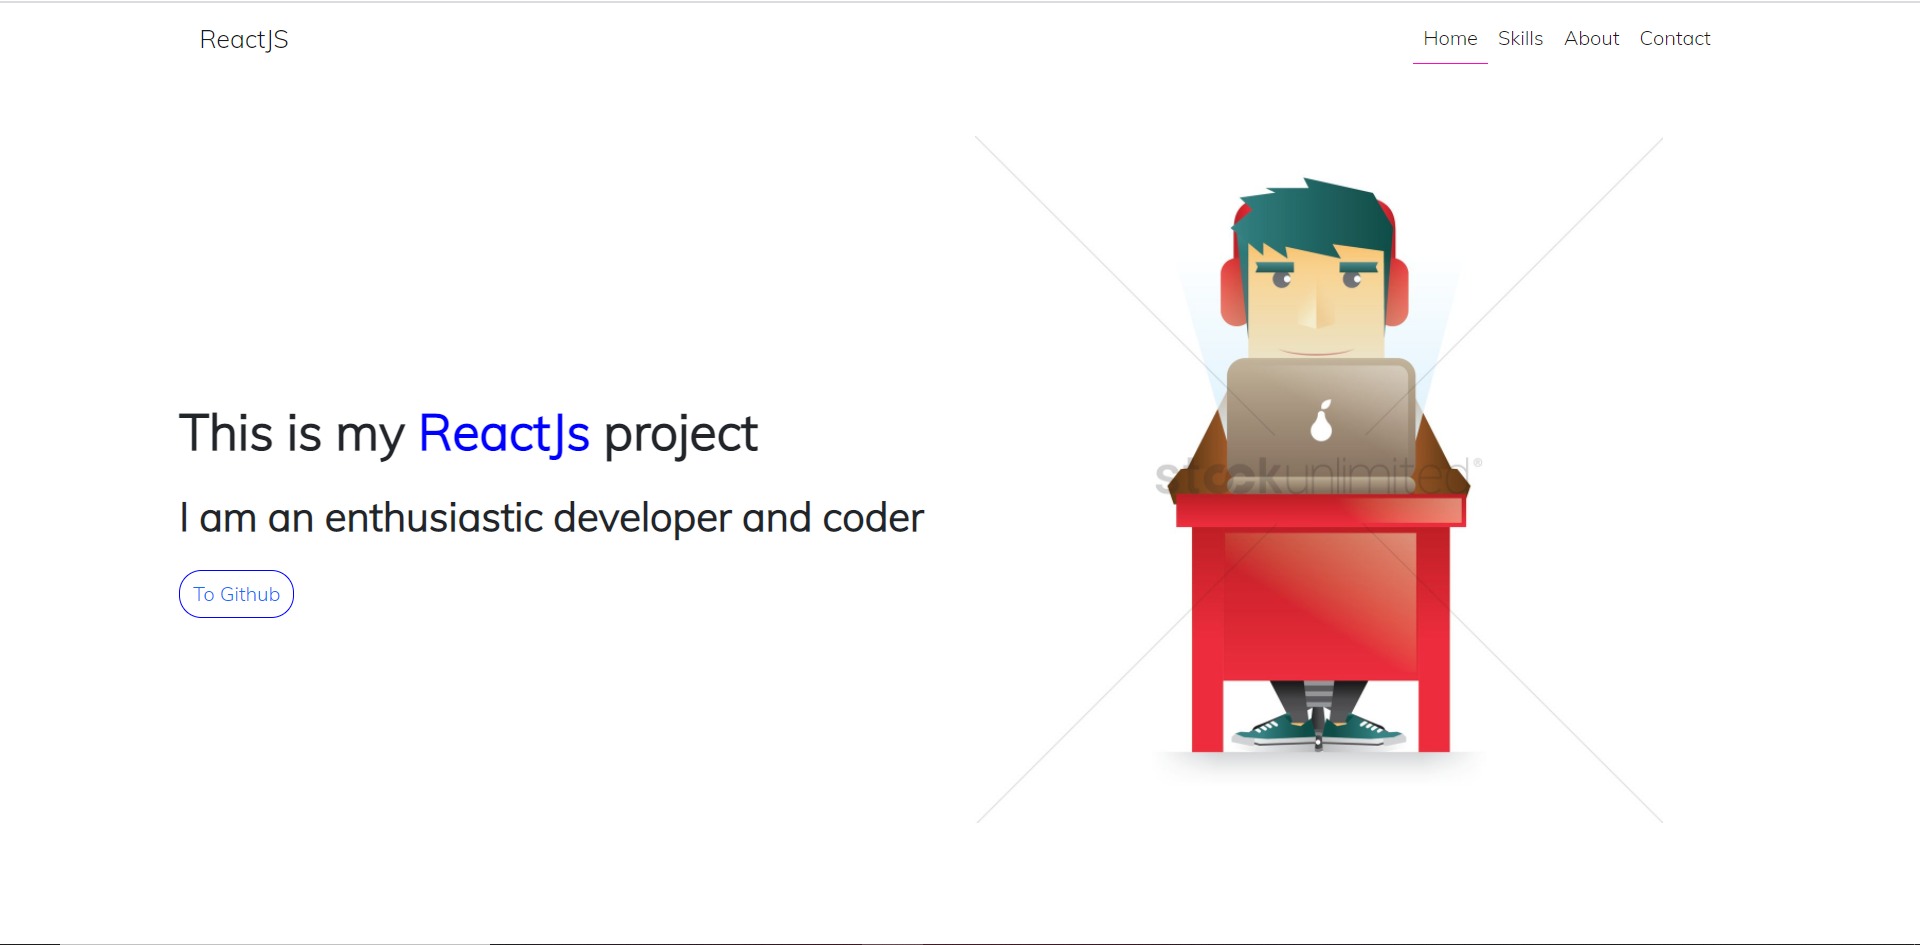 ReactJS
Home Skills About Contact
This is my ReactJs project
I am an enthusiastic developer and coder
To Github
stockunlimited®